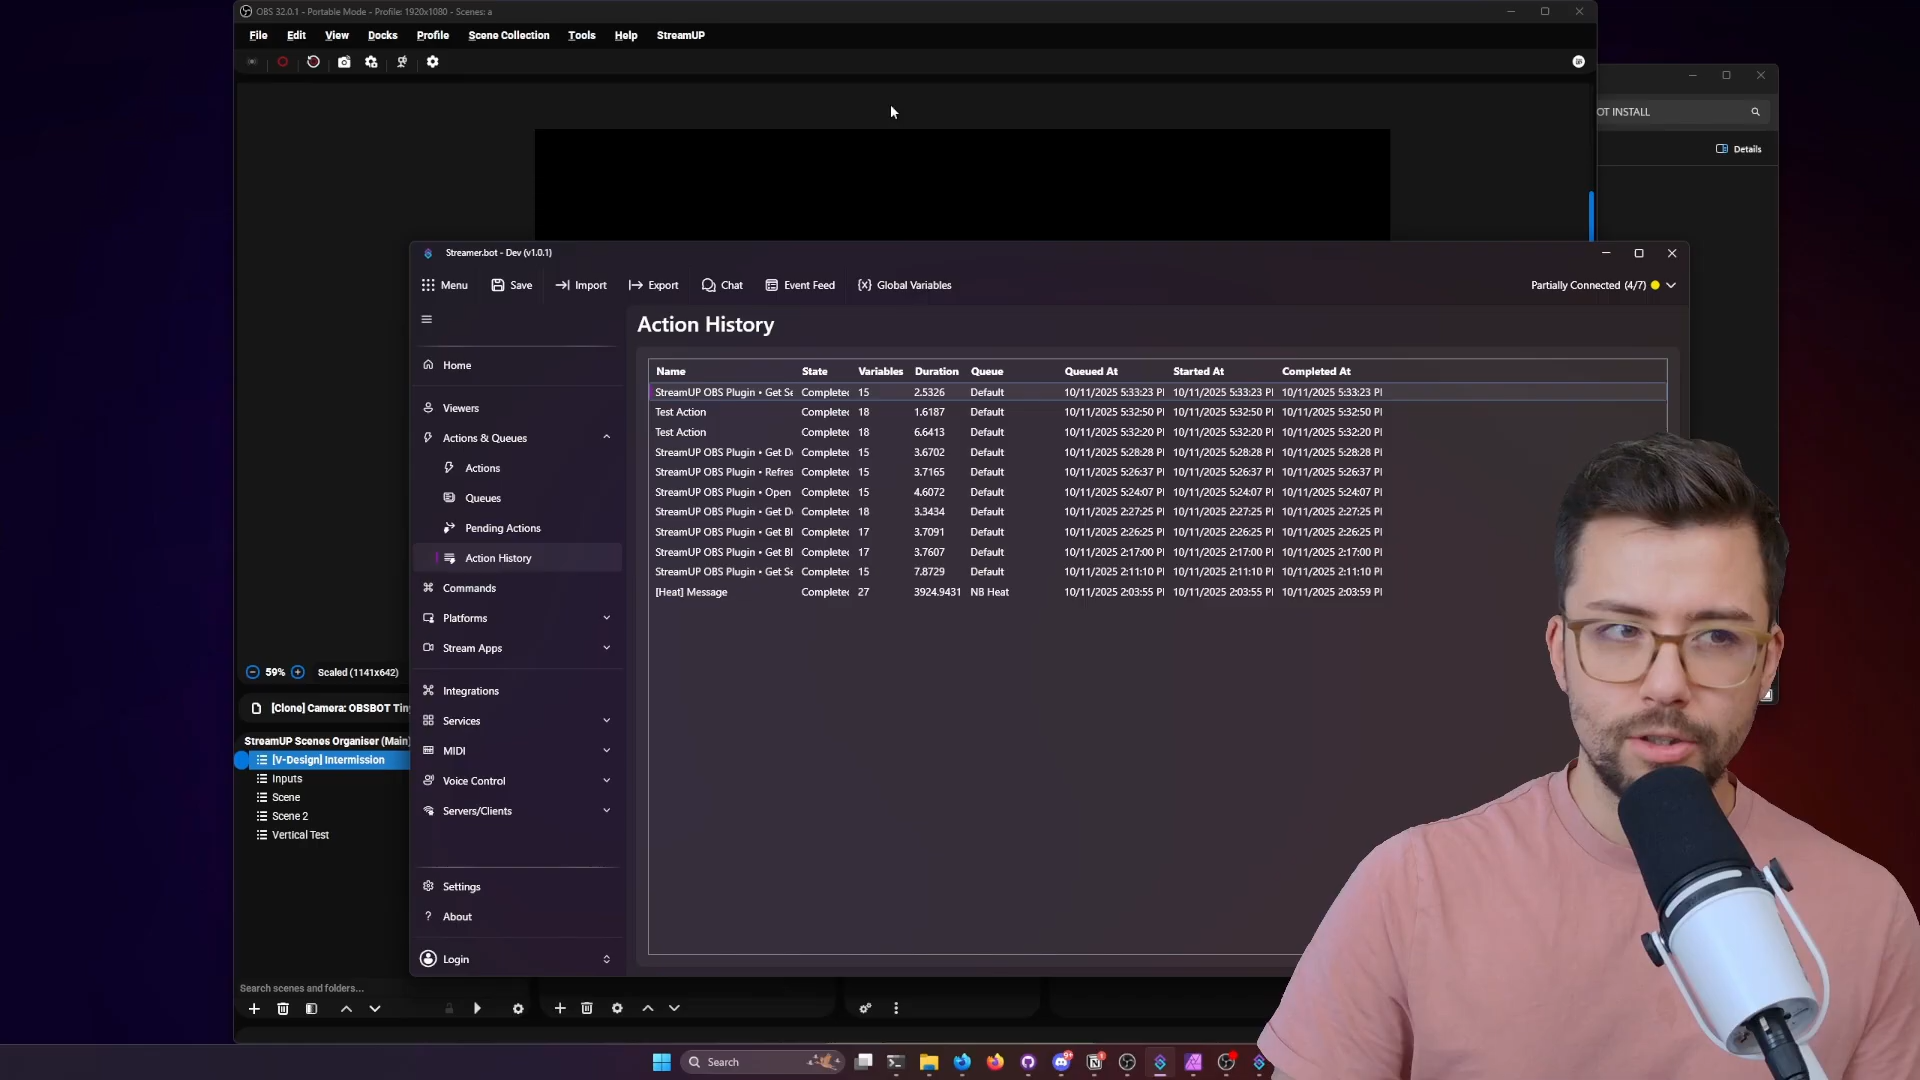 OBS 32.0.1 - Portable Mode - Profile: 1920x1080 - Scenes: a
File Edit View Docks Profile Scene Collection Tools Help StreamUP
OT INSTALL
Details
Streamer.bot - Dev (v1.0.1)
Menu Save Import Export Chat Event Feed {x} Global Variables Partially Connected (4/7)
Action History
Home
Viewers
Actions & Queues
Actions
Queues
Pending Actions
Action History
Commands
Platforms
Stream Apps
Integrations
Services
MIDI
Voice Control
Servers/Clients
Settings
? About
Login
Name State Variables Duration Queue Queued At Started At Completed At
StreamUP OBS Plugin • Get Se Completed 15 2.5326 Default 10/11/2025 5:33:23 PI 10/11/2025 5:33:23 PI 10/11/2025 5:33:23 PI
Test Action Completed 18 1.6187 Default 10/11/2025 5:32:50 PI 10/11/2025 5:32:50 PI 10/11/2025 5:32:50 PI
Test Action Completed 18 6.6413 Default 10/11/2025 5:32:20 PI 10/11/2025 5:32:20 PI 10/11/2025 5:32:20 PI
StreamUP OBS Plugin • Get D Completed 15 3.6702 Default 10/11/2025 5:28:28 PI 10/11/2025 5:28:28 PI 10/11/2025 5:28:28 PI
StreamUP OBS Plugin • Refres Completed 15 3.7165 Default 10/11/2025 5:26:37 PI 10/11/2025 5:26:37 PI 10/11/2025 5:26:37 PI
StreamUP OBS Plugin • Open Completed 15 4.6072 Default 10/11/2025 5:24:07 PI 10/11/2025 5:24:07 PI 10/11/2025 5:24:07 PI
StreamUP OBS Plugin • Get D Completed 18 3.3434 Default 10/11/2025 2:27:25 PI 10/11/2025 2:27:25 PI 10/11/2025 2:27:25 PI
StreamUP OBS Plugin • Get Bl Completed 17 3.7091 Default 10/11/2025 2:26:25 PI 10/11/2025 2:26:25 PI 10/11/2025 2:26:25 PI
StreamUP OBS Plugin • Get Bl Completed 17 3.7607 Default 10/11/2025 2:17:00 PI 10/11/2025 2:17:00 PI 10/11/2025 2:17:00 PI
StreamUP OBS Plugin • Get Se Completed 15 7.8729 Default 10/11/2025 2:11:10 PI 10/11/2025 2:11:10 PI 10/11/2025 2:11:10 PI
[Heat] Message Completed 27 3924.9431 NB Heat 10/11/2025 2:03:55 PI 10/11/2025 2:03:55 PI 10/11/2025 2:03:59 PI
59% Scaled (1141x642)
[Clone] Camera: OBSBOT Tin
StreamUP Scenes Organiser (Main)
[V-Design] Intermission
Inputs
Scene
Scene 2
Vertical Test
Search scenes and folders...
Search